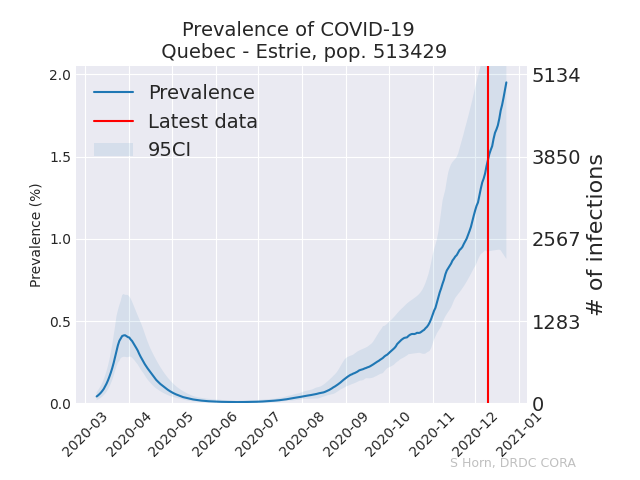 Prevalence of COVID-19
Quebec - Estrie, pop. 513429
Prevalence
Latest data
95CI
Prevalence (%)
2.0
1.5
1.0
0.5
0.0
5134
3850
2567
1283
0
# of infections
2020-03
2020-04
2020-05
2020-06
2020-07
2020-08
2020-09
2020-10
2020-11
2020-12
2021-01
S Horn, DRDC CORA